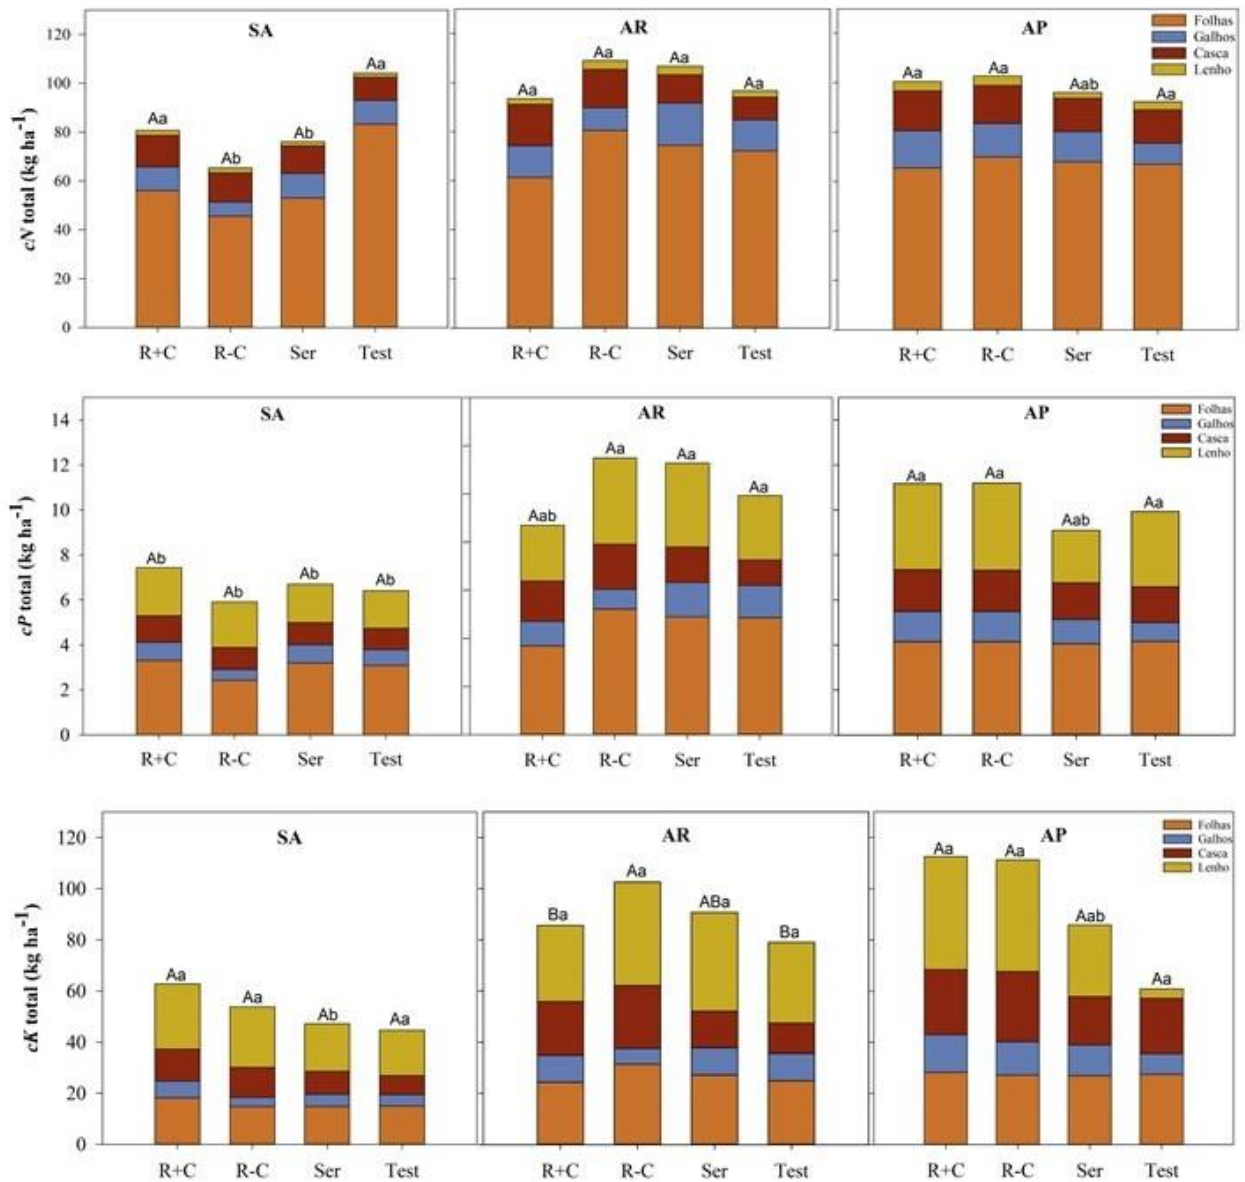 SA
AR
AP
Folhas
Galhos
Casca
Lenho
cN total (kg ha-1)
120
100
80
60
40
20
0
Aa
Ab
Ab
Aa
Aa
Aa
Aa
Aa
Aa
Aa
Aab
Aa
R+C
R-C
Ser
Test
R+C
R-C
Ser
Test
R+C
R-C
Ser
Test
SA
AR
AP
Folhas
Galhos
Casca
Lenho
cP total (kg ha-1)
14
12
10
8
6
4
2
0
Ab
Ab
Ab
Ab
Aab
Aa
Aa
Aa
Aa
Aa
Aab
Aa
R+C
R-C
Ser
Test
R+C
R-C
Ser
Test
R+C
R-C
Ser
Test
SA
AR
AP
Folhas
Galhos
Casca
Lenho
cK total (kg ha-1)
120
100
80
60
40
20
0
Aa
Aa
Ab
Aa
Ba
Aa
ABa
Ba
Aa
Aa
Aab
Aa
R+C
R-C
Ser
Test
R+C
R-C
Ser
Test
R+C
R-C
Ser
Test